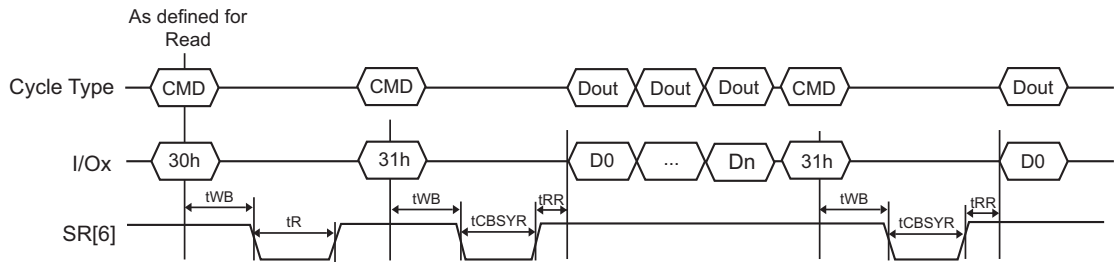 As defined for
Read
Cycle Type CMD CMD Dout Dout Dout CMD Dout
I/Ox 30h 31h D0 ... Dn 31h D0
tWB tWB tRR tWB tRR
SR[6] tR tCBSYR tCBSYR